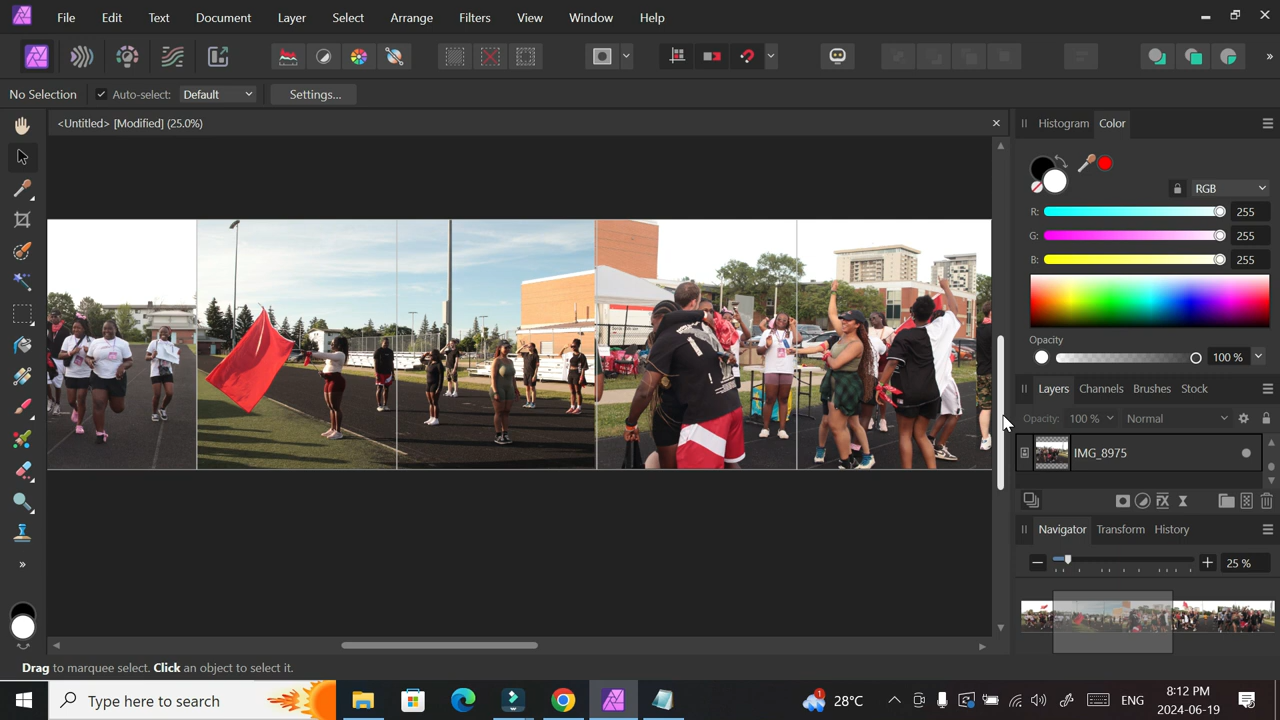 File Edit Text Document Layer Select Arrange Filters View Window Help
No Selection Auto-select: Default Settings...
<Untitled> [Modified] (25.0%)
Histogram Color
RGB
R: 255
G: 255
B: 255
Opacity
100 %
Layers Channels Brushes Stock
Opacity: 100 % Normal
IMG_8975
Navigator Transform History
25 %
Drag to marquee select. Click an object to select it.
Type here to search
1
28°C
ENG
8:12 PM
2024-06-19